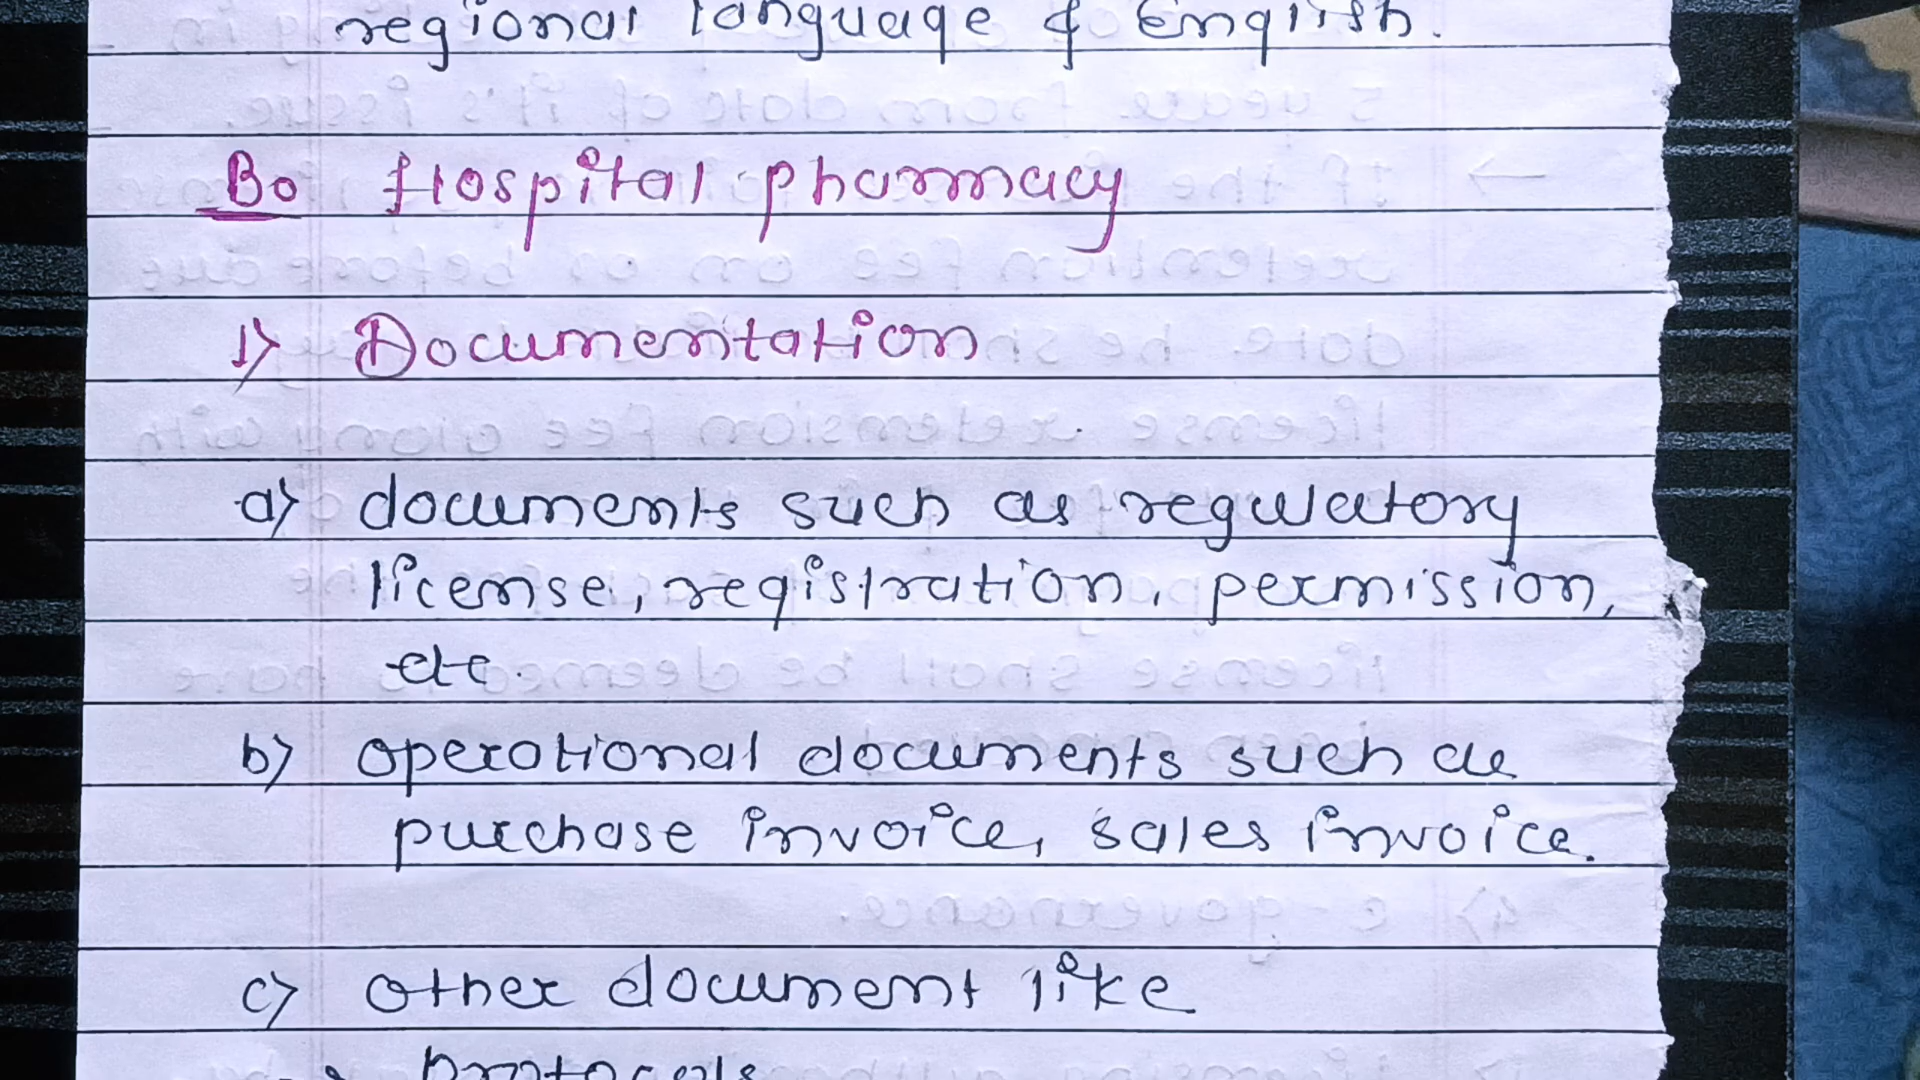 regional language & English.
B. Hospital pharmacy
1) Documentation
a) documents such as regulatory
license, registration, permission,
etc.
b) operational documents such as
purchase invoice, sales invoice.
c) other document like
protocols